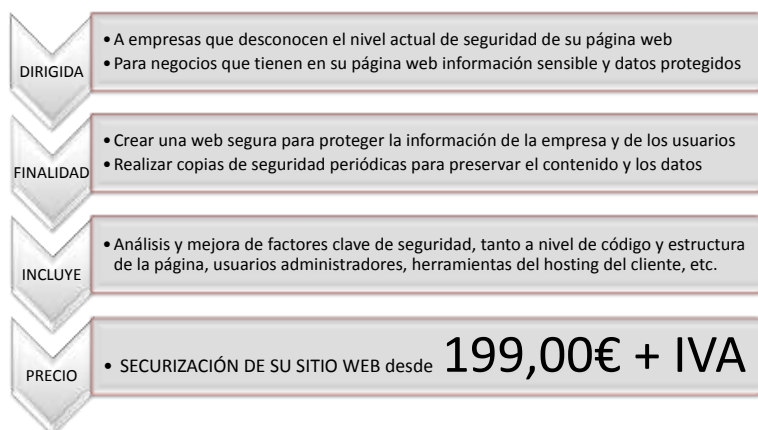 DIRIGIDA
• A empresas que desconocen el nivel actual de seguridad de su página web
• Para negocios que tienen en su página web información sensible y datos protegidos
FINALIDAD
• Crear una web segura para proteger la información de la empresa y de los usuarios
• Realizar copias de seguridad periódicas para preservar el contenido y los datos
INCLUYE
• Análisis y mejora de factores clave de seguridad, tanto a nivel de código y estructura
de la página, usuarios administradores, herramientas del hosting del cliente, etc.
PRECIO
• SECURIZACIÓN DE SU SITIO WEB desde 199,00€ + IVA